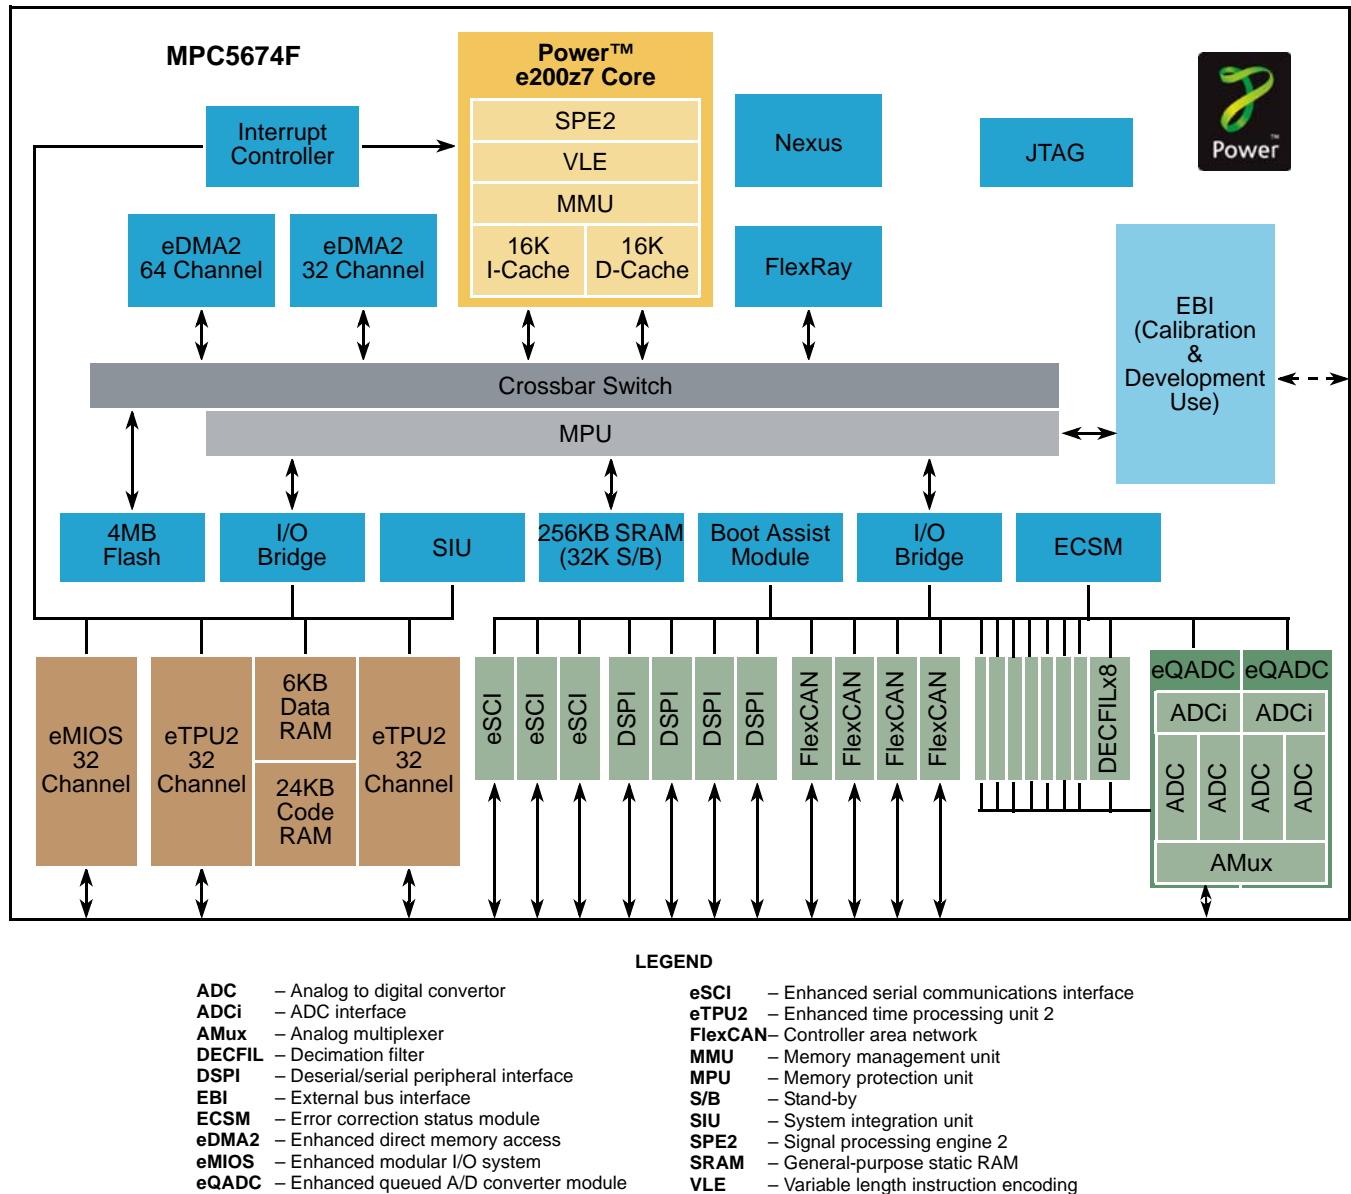 MPC5674F
Power™
e200z7 Core
SPE2
VLE
MMU
16K
I-Cache
16K
D-Cache
Interrupt
Controller
Nexus
JTAG
Power™
eDMA2
64 Channel
eDMA2
32 Channel
FlexRay
EBI
(Calibration
&
Development
Use)
Crossbar Switch
MPU
4MB
Flash
I/O
Bridge
SIU
256KB SRAM
(32K S/B)
Boot Assist
Module
I/O
Bridge
ECSM
eMIOS
32
Channel
eTPU2
32
Channel
6KB
Data
RAM
24KB
Code
RAM
eTPU2
32
Channel
eSCI
eSCI
eSCI
DSPI
DSPI
DSPI
DSPI
FlexCAN
FlexCAN
FlexCAN
FlexCAN
DECFILx8
eQADC
eQADC
ADCi
ADCi
ADC
ADC
ADC
ADC
AMux
LEGEND
ADC – Analog to digital convertor
ADCi – ADC interface
AMux – Analog multiplexer
DECFIL – Decimation filter
DSPI – Deserial/serial peripheral interface
EBI – External bus interface
ECSM – Error correction status module
eDMA2 – Enhanced direct memory access
eMIOS – Enhanced modular I/O system
eQADC – Enhanced queued A/D converter module
eSCI – Enhanced serial communications interface
eTPU2 – Enhanced time processing unit 2
FlexCAN– Controller area network
MMU – Memory management unit
MPU – Memory protection unit
S/B – Stand-by
SIU – System integration unit
SPE2 – Signal processing engine 2
SRAM – General-purpose static RAM
VLE – Variable length instruction encoding